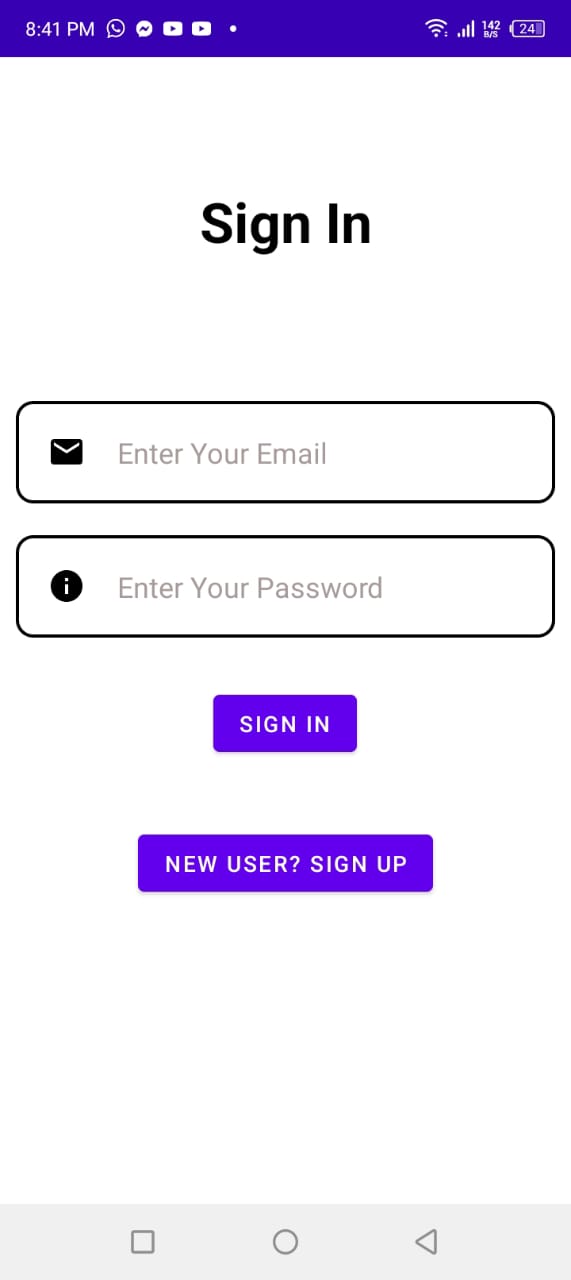 8:41 PM 142 B/S 24
Sign In
Enter Your Email
Enter Your Password
SIGN IN
NEW USER? SIGN UP